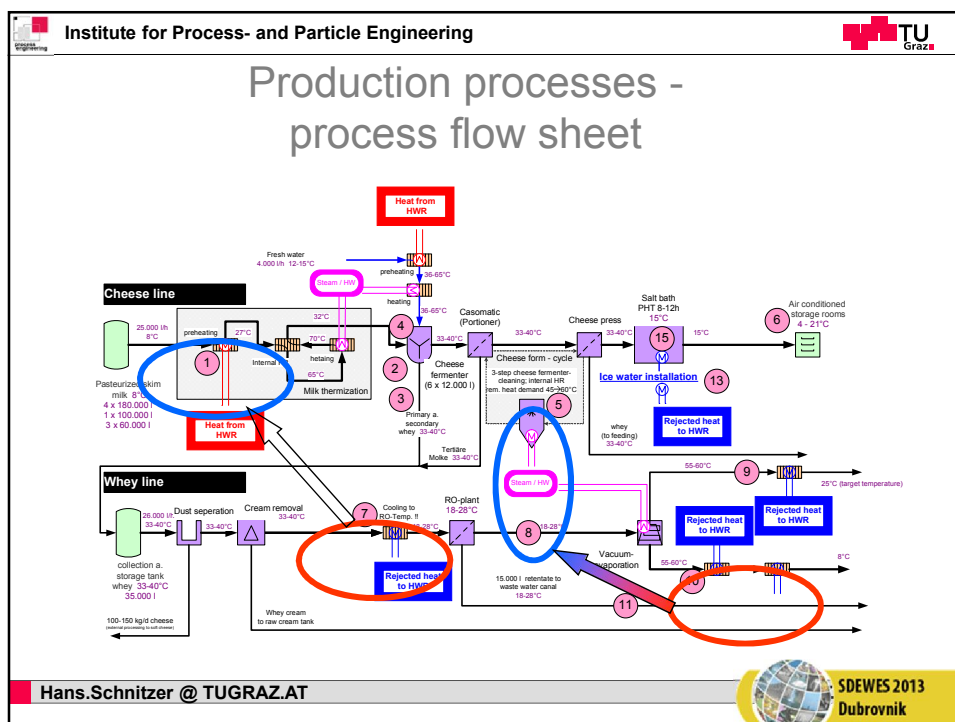 process
engineering
Institute for Process- and Particle Engineering
TU
Graz
Production processes -
process flow sheet
Heat from
HWR
Fresh water
4.000 l/h 12-15°C
preheating
36-65°C
Steam / HW
heating
36-65°C
Cheese line
25.000 l/h
8°C
preheating
27°C
32°C
70°C
hetaing
Internal
65°C
Milk thermization
1
Pasteurized skim
milk 8°C
4 x 180.000 l
1 x 100.000 l
3 x 60.000 l
Heat from
HWR
4
2
3
33-40°C
Cheese
fermenter
(6 x 12.000 l)
Primary a.
secondary
whey 33-40°C
Tertiäre
Molke 33-40°C
Casomatic
(Portioner)
33-40°C
Cheese press
33-40°C
Cheese form - cycle
3-step cheese fermenter-
cleaning; internal HR
rem. heat demand 45→60°C
5
Steam / HW
Salt bath
PHT 8-12h
15°C
15
15°C
Ice water installation
13
Rejected heat
to HWR
6
Air conditioned
storage rooms
4 - 21°C
whey
(to feeding)
33-40°C
Whey line
26.000 l/h
33-40°C
collection a.
storage tank
whey 33-40°C
35.000 l
Dust seperation
33-40°C
Cream removal
33-40°C
7
Cooling to
RO-Temp. !!
18-28°C
Rejected heat
to HWR
RO-plant
18-28°C
8
18-28°C
Vacuum-
evaporation
55-60°C
9
25°C (target temperature)
Rejected heat
to HWR
Rejected heat
to HWR
55-60°C
10
8°C
15.000 l retentate to
waste water canal
18-28°C
11
100-150 kg/d cheese
(external processing to soft cheese)
Whey cream
to raw cream tank
Hans.Schnitzer @ TUGRAZ.AT
SDEWES 2013
Dubrovnik